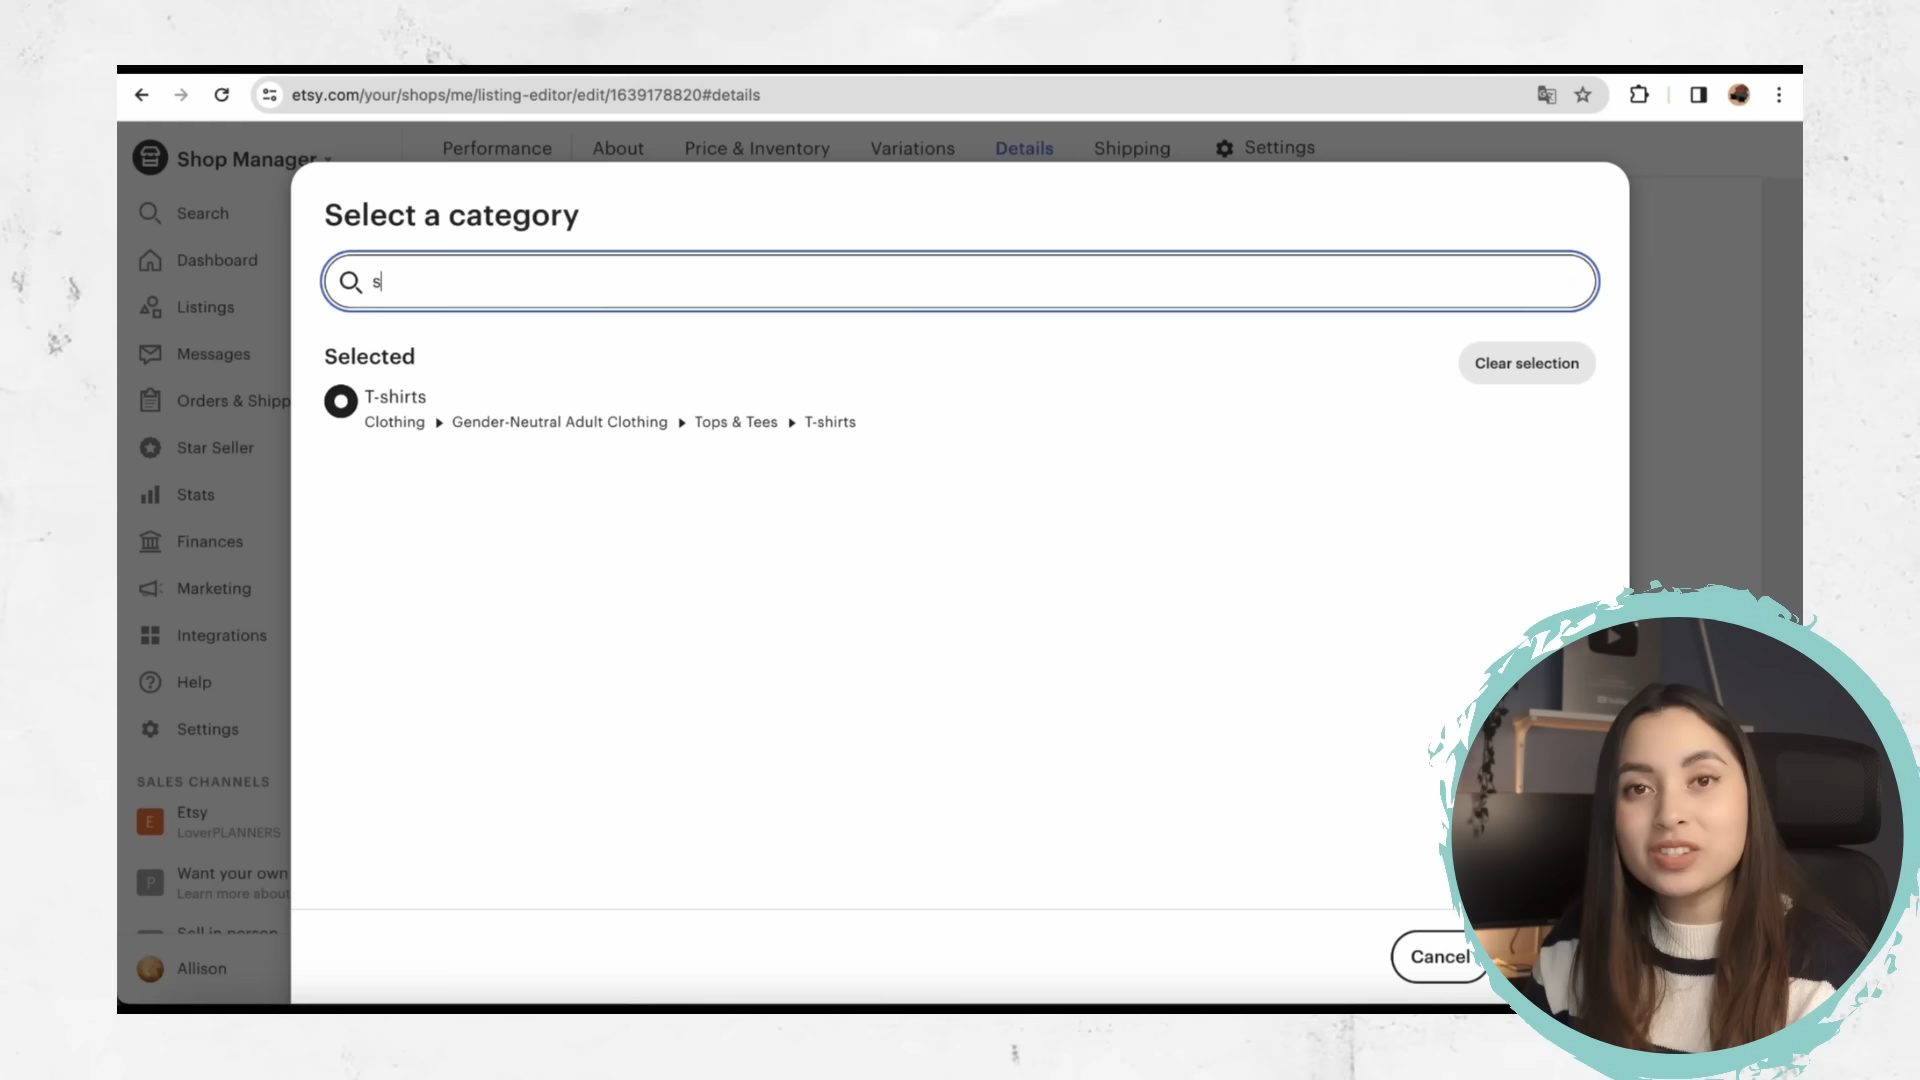 etsy.com/your/shops/me/listing-editor/edit/1639178820#details
Shop Manager
Performance
About
Price & Inventory
Variations
Details
Shipping
Settings
Search
Dashboard
Listings
Messages
Orders & Shipp
Star Seller
Stats
Finances
Marketing
Integrations
Help
Settings
SALES CHANNELS
E
Etsy
LoverPLANNERS
P
Want your own
Learn more about
Sell in person
Allison
Select a category
s
Selected
Clear selection
T-shirts
Clothing ▸ Gender-Neutral Adult Clothing ▸ Tops & Tees ▸ T-shirts
Cancel